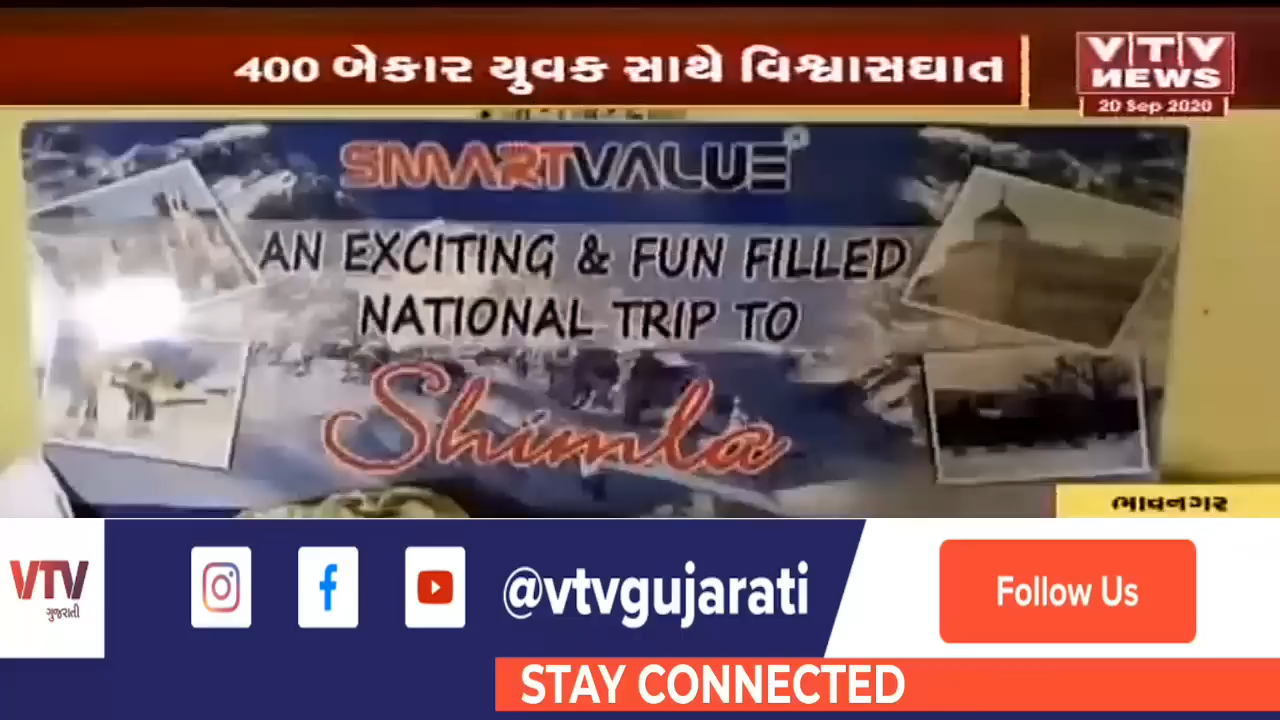 400 બેકાર યુવક સાથે વિશ્વાસઘાત
VTV
NEWS
20 Sep 2020
SMARTVALUE
AN EXCITING & FUN FILLED
NATIONAL TRIP TO
Shimla
ભાવનગર
VTV
ગુજરાતી
@vtvgujarati
Follow Us
STAY CONNECTED